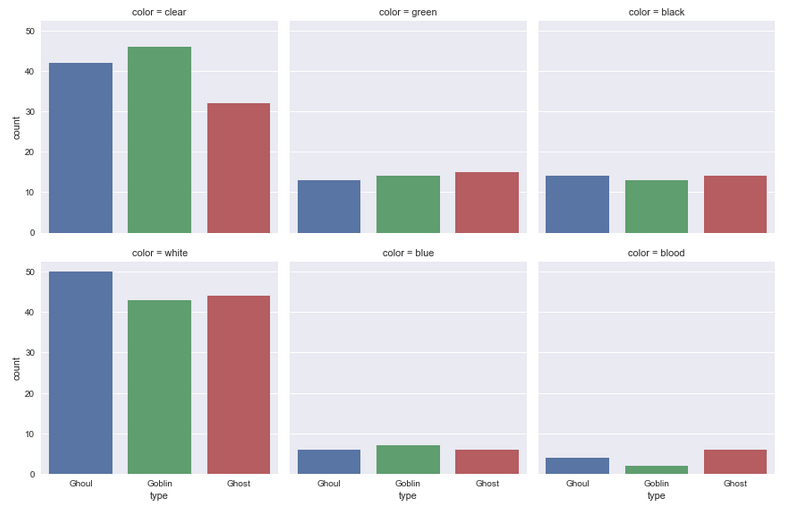 color = clear
color = green
color = black
50
40
30
20
10
0
count
color = white
color = blue
color = blood
50
40
30
20
10
0
count
Ghoul Goblin Ghost
Ghoul Goblin Ghost
Ghoul Goblin Ghost
type
type
type